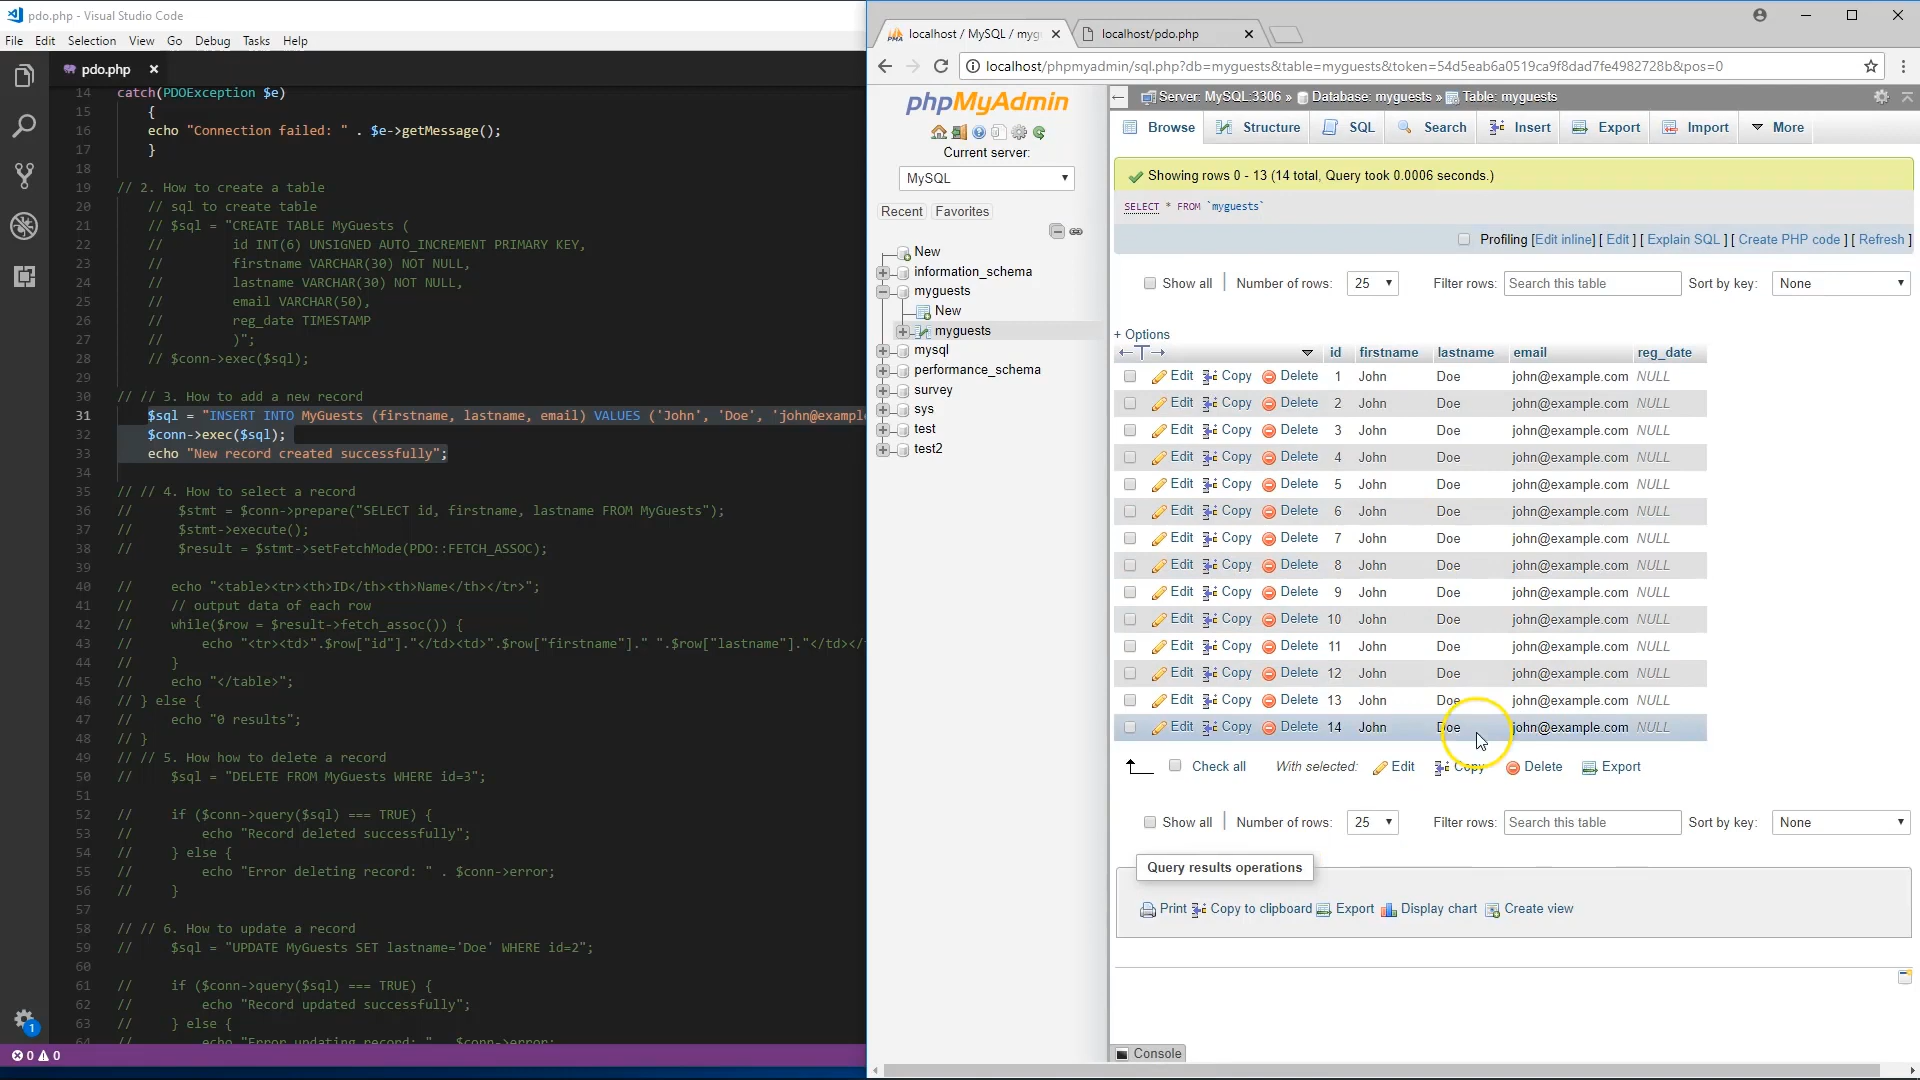 pdo.php - Visual Studio Code
File Edit Selection View Go Debug Tasks Help
pdo.php
14 catch(PDOException $e)
15 {
16 echo "Connection failed: " . $e->getMessage();
17 }
18
19 // 2. How to create a table
20 // sql to create table
21 // $sql = "CREATE TABLE MyGuests (
22 // id INT(6) UNSIGNED AUTO_INCREMENT PRIMARY KEY,
23 // firstname VARCHAR(30) NOT NULL,
24 // lastname VARCHAR(30) NOT NULL,
25 // email VARCHAR(50),
26 // reg_date TIMESTAMP
27 // )";
28 // $conn->exec($sql);
29
30 // // 3. How to add a new record
31 $sql = "INSERT INTO MyGuests (firstname, lastname, email) VALUES ('John', 'Doe', 'john@example
32 $conn->exec($sql);
33 echo "New record created successfully";
34
35 // // 4. How to select a record
36 // $stmt = $conn->prepare("SELECT id, firstname, lastname FROM MyGuests");
37 // $stmt->execute();
38 // $result = $stmt->setFetchMode(PDO::FETCH_ASSOC);
39
40 // echo "<table><tr><th>ID</th><th>Name</th></tr>";
41 // // output data of each row
42 // while($row = $result->fetch_assoc()) {
43 // echo "<tr><td>".$row["id"]."</td><td>".$row["firstname"]." ".$row["lastname"]."</td></
44 // }
45 // echo "</table>";
46 // } else {
47 // echo "0 results";
48 // }
49 // // 5. How how to delete a record
50 // $sql = "DELETE FROM MyGuests WHERE id=3";
51
52 // if ($conn->query($sql) === TRUE) {
53 // echo "Record deleted successfully";
54 // } else {
55 // echo "Error deleting record: " . $conn->error;
56 // }
57
58 // // 6. How to update a record
59 // $sql = "UPDATE MyGuests SET lastname='Doe' WHERE id=2";
60
61 // if ($conn->query($sql) === TRUE) {
62 // echo "Record updated successfully";
63 // } else {
64 // echo "Error updating record: " . $conn->error;
1
0 0
localhost / MySQL / myg
localhost/pdo.php
localhost/phpmyadmin/sql.php?db=myguests&table=myguests&token=54d5eab6a0519ca9f8dad7fe4982728b&pos=0
phpMyAdmin
Current server:
MySQL
Recent Favorites
New
information_schema
myguests
New
myguests
mysql
performance_schema
survey
sys
test
test2
Server: MySQL:3306 » Database: myguests » Table: myguests
Browse Structure SQL Search Insert Export Import More
Showing rows 0 - 13 (14 total, Query took 0.0006 seconds.)
SELECT * FROM `myguests`
Profiling [Edit inline] [ Edit ] [ Explain SQL ] [ Create PHP code ] [ Refresh ]
Show all Number of rows: 25 Filter rows: Search this table Sort by key: None
+ Options
←T→ id firstname lastname email reg_date
Edit Copy Delete 1 John Doe john@example.com NULL
Edit Copy Delete 2 John Doe john@example.com NULL
Edit Copy Delete 3 John Doe john@example.com NULL
Edit Copy Delete 4 John Doe john@example.com NULL
Edit Copy Delete 5 John Doe john@example.com NULL
Edit Copy Delete 6 John Doe john@example.com NULL
Edit Copy Delete 7 John Doe john@example.com NULL
Edit Copy Delete 8 John Doe john@example.com NULL
Edit Copy Delete 9 John Doe john@example.com NULL
Edit Copy Delete 10 John Doe john@example.com NULL
Edit Copy Delete 11 John Doe john@example.com NULL
Edit Copy Delete 12 John Doe john@example.com NULL
Edit Copy Delete 13 John Doe john@example.com NULL
Edit Copy Delete 14 John Doe john@example.com NULL
Check all With selected: Edit Copy Delete Export
Show all Number of rows: 25 Filter rows: Search this table Sort by key: None
Query results operations
Print Copy to clipboard Export Display chart Create view
Console